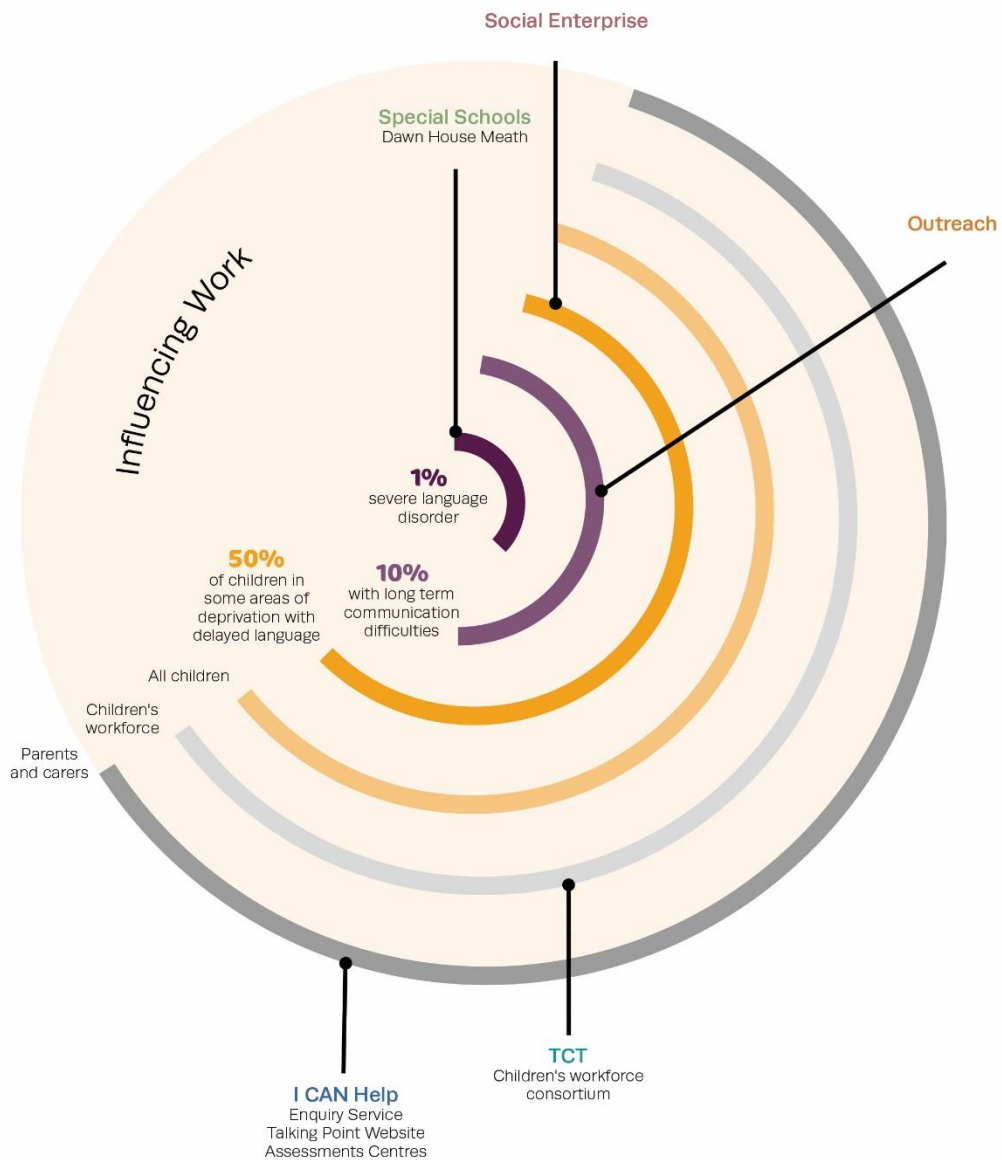 Social Enterprise
Special Schools
Dawn House Meath
Outreach
Influencing Work
1%
severe language
disorder
50%
of children in
some areas of
deprivation with
delayed language
10%
with long term
communication
difficulties
All children
Children's
workforce
Parents
and carers
TCT
Children's workforce
consortium
I CAN Help
Enquiry Service
Talking Point Website
Assessments Centres